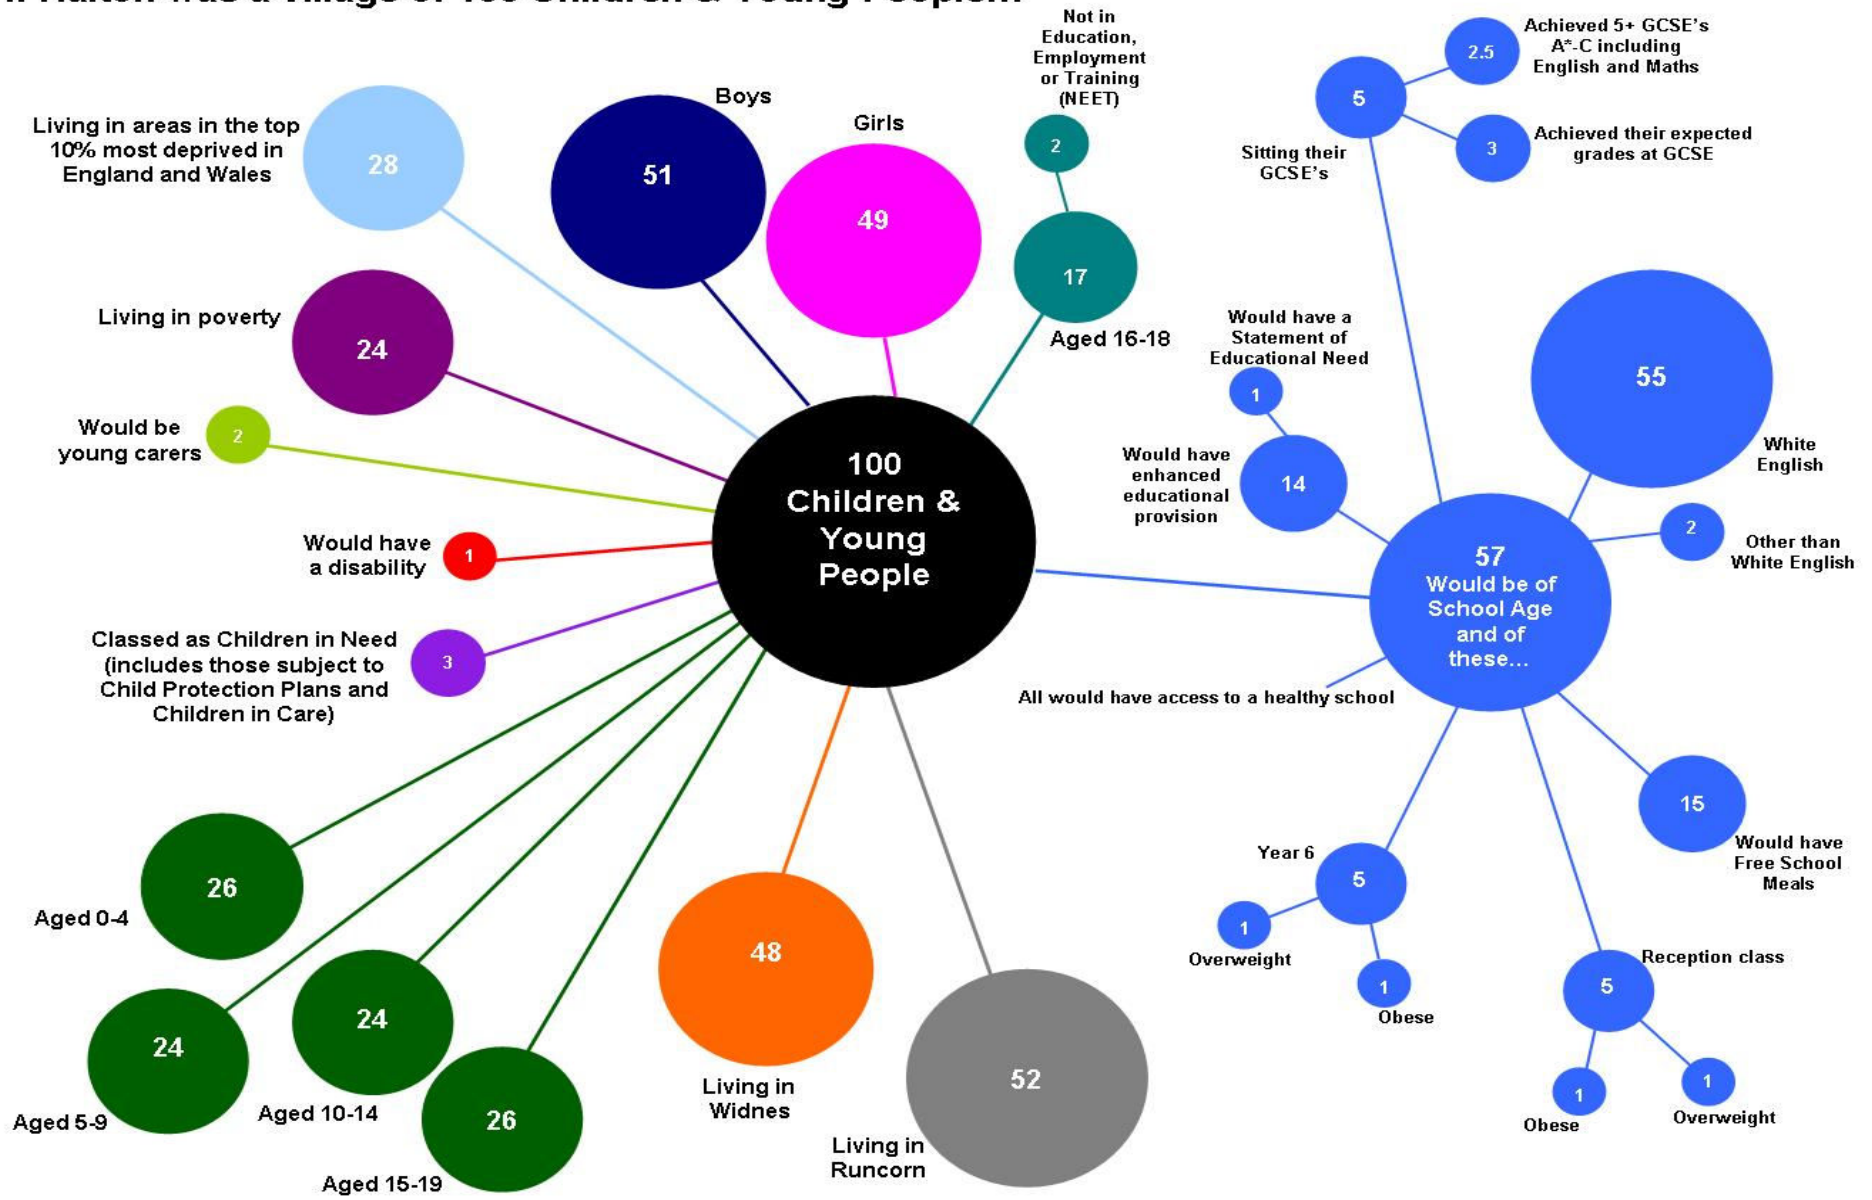 Halton was a village of 100 Children & Young People...
Not in
Education,
Employment
or Training
(NEET)
2
17
Aged 16-18
Boys
51
Girls
49
Living in areas in the top
10% most deprived in
England and Wales
28
Living in poverty
24
Would be
young carers
2
Would have
a disability
1
Classed as Children in Need
(includes those subject to
Child Protection Plans and
Children in Care)
3
100
Children &
Young
People
26
Aged 0-4
24
Aged 5-9
24
Aged 10-14
26
Aged 15-19
48
Living in
Widnes
52
Living in
Runcorn
2.5
Achieved 5+ GCSE's
A*-C including
English and Maths
5
Sitting their
GCSE's
3
Achieved their expected
grades at GCSE
Would have a
Statement of
Educational Need
1
Would have
enhanced
educational
provision
14
55
White
English
2
Other than
White English
57
Would be of
School Age
and of
these...
All would have access to a healthy school
15
Would have
Free School
Meals
Year 6
5
1
Overweight
1
Obese
Reception class
5
1
Obese
1
Overweight